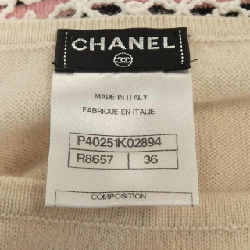 CHANEL
MADE IN ITALY
FABRIQUE EN ITALIE
P40251K02894
R8657 36
COMPOSITION